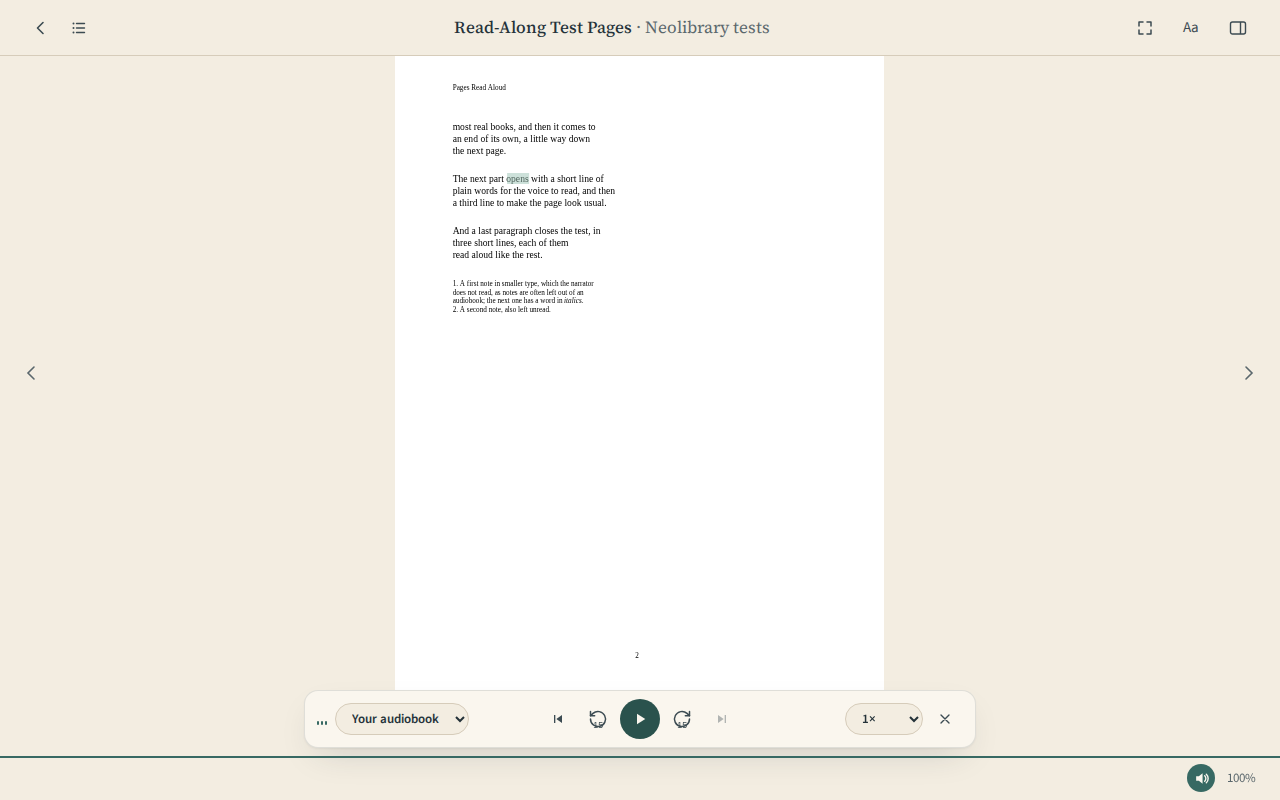 Read-Along Test Pages · Neolibrary tests
Aa
Pages Read Aloud
most real books, and then it comes to
an end of its own, a little way down
the next page.
The next part opens with a short line of
plain words for the voice to read, and then
a third line to make the page look usual.
And a last paragraph closes the test, in
three short lines, each of them
read aloud like the rest.
1. A first note in smaller type, which the narrator
does not read, as notes are often left out of an
audiobook; the next one has a word in italics.
2. A second note, also left unread.
2
Your audiobook
15
15
1×
100%